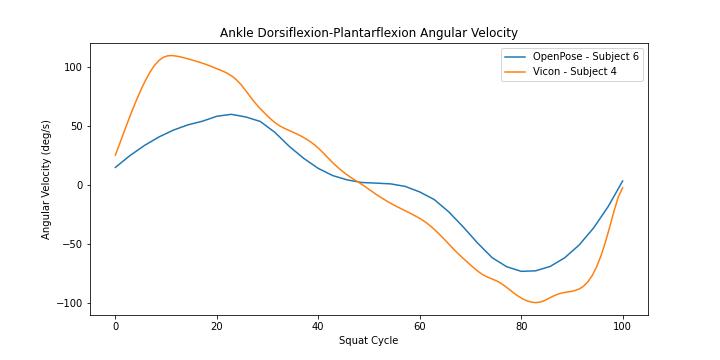 Ankle Dorsiflexion-Plantarflexion Angular Velocity
OpenPose - Subject 6
Vicon - Subject 4
Angular Velocity (deg/s)
100
50
0
−50
−100
0 20 40 60 80 100
Squat Cycle